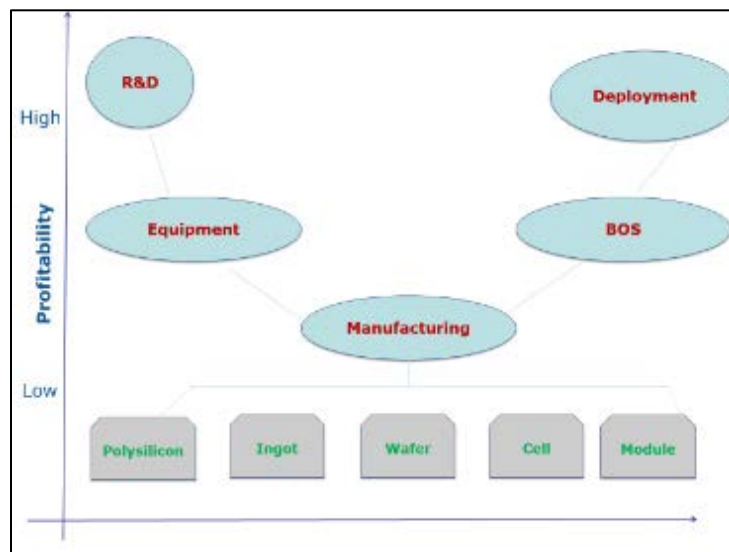 R&D
Deployment
High
Equipment
BOS
Profitability
Manufacturing
Low
Polysilicon
Ingot
Wafer
Cell
Module